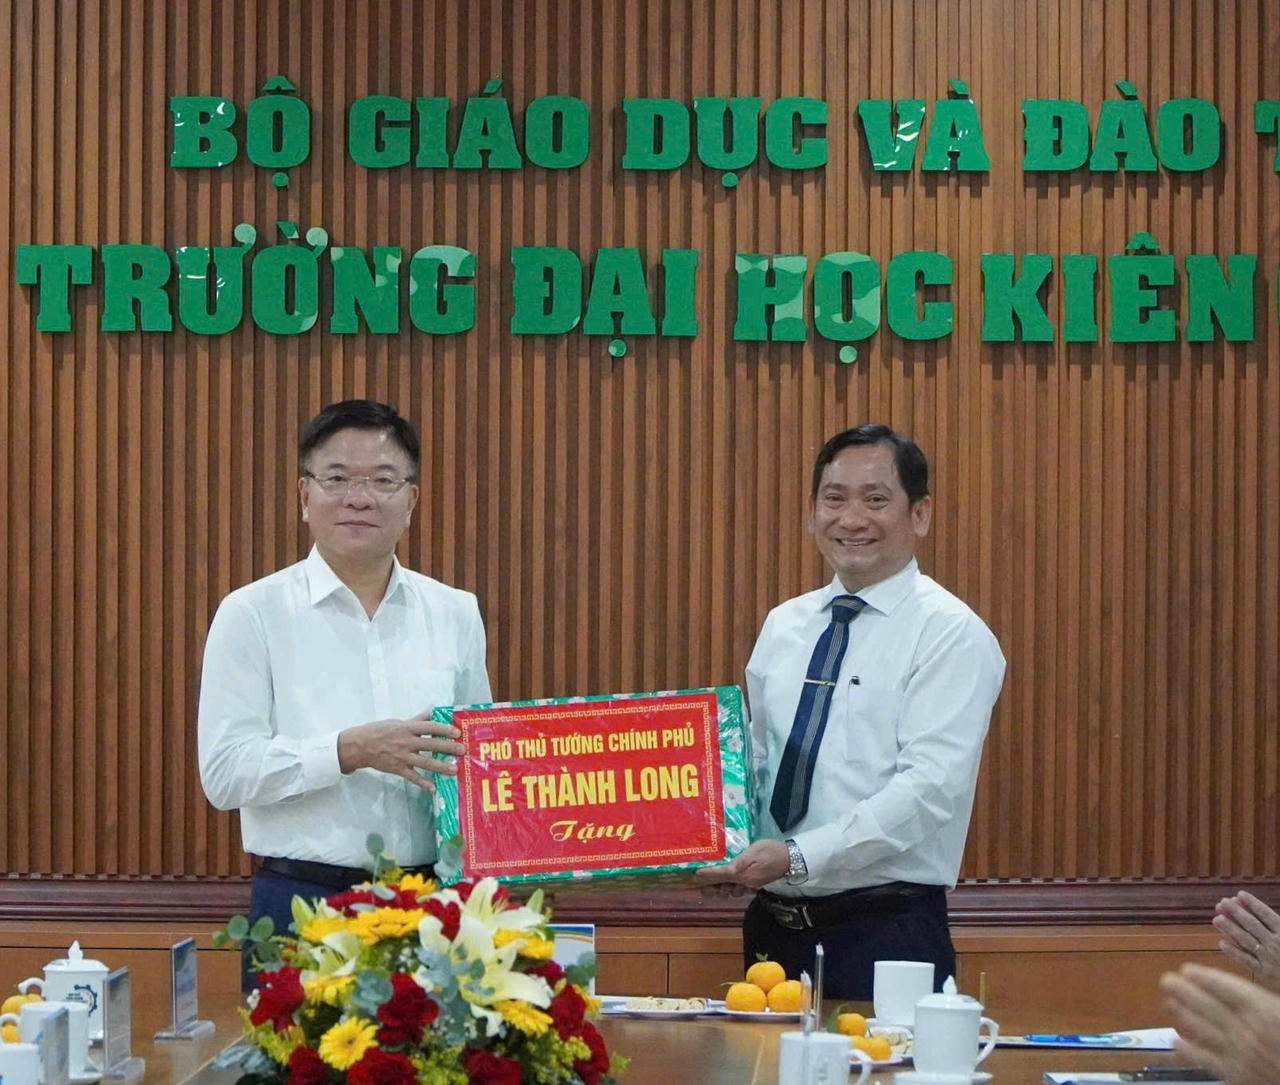 BỘ GIÁO DỤC VÀ ĐÀO T
TRƯỜNG ĐẠI HỌC KIÊN
PHÓ THỦ TƯỚNG CHÍNH PHỦ
LÊ THÀNH LONG
Tặng